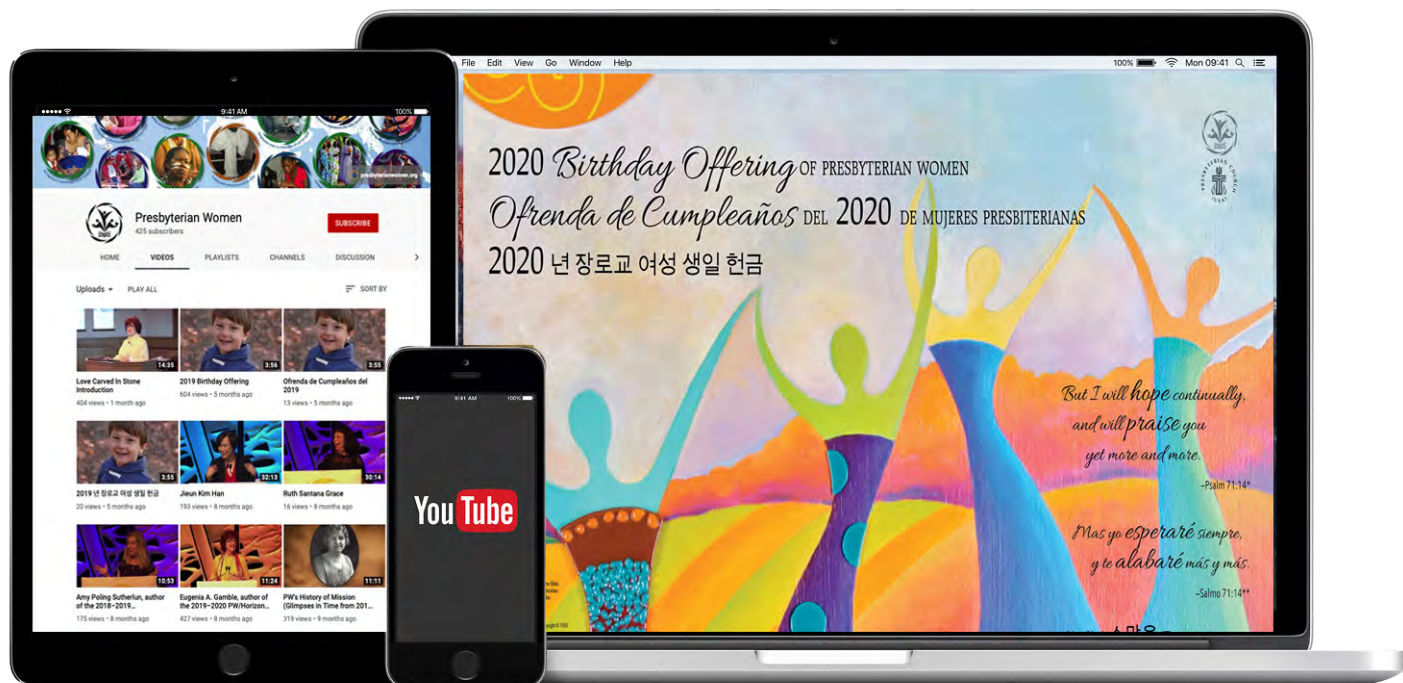 9:41 AM
100%
presbyterianwomen.org
Presbyterian Women
425 subscribers
SUBSCRIBE
HOME VIDEOS PLAYLISTS CHANNELS DISCUSSION
Uploads PLAY ALL SORT BY
14:35 3:56 3:55
Love Carved In Stone Introduction
404 views • 1 month ago
2019 Birthday Offering
604 views • 5 months ago
Ofrenda de Cumpleaños del 2019
13 views • 5 months ago
3:55 32:13 30:14
2019 년 장로교 여성 생일 헌금
20 views • 5 months ago
Jieun Kim Han
193 views • 8 months ago
Ruth Santana Grace
16 views • 8 months ago
10:53 11:24 11:11
Amy Poling Sutherlun, author of the 2018–2019...
175 views • 8 months ago
Eugenia A. Gamble, author of the 2019–2020 PW/Horizon...
427 views • 8 months ago
PW's History of Mission (Glimpses in Time from 201...
319 views • 9 months ago
9:41 AM 100%
YouTube
File Edit View Go Window Help
100% Mon 09:41
2020 Birthday Offering OF PRESBYTERIAN WOMEN
Ofrenda de Cumpleaños DEL 2020 DE MUJERES PRESBITERIANAS
2020 년 장로교 여성 생일 헌금
PRESBYTERIAN CHURCH (USA)
But I will hope continually,
and will praise you
yet more and more.
–Psalm 71:14*
Mas yo esperaré siempre,
y te alabaré más y más.
–Salmo 71:14**